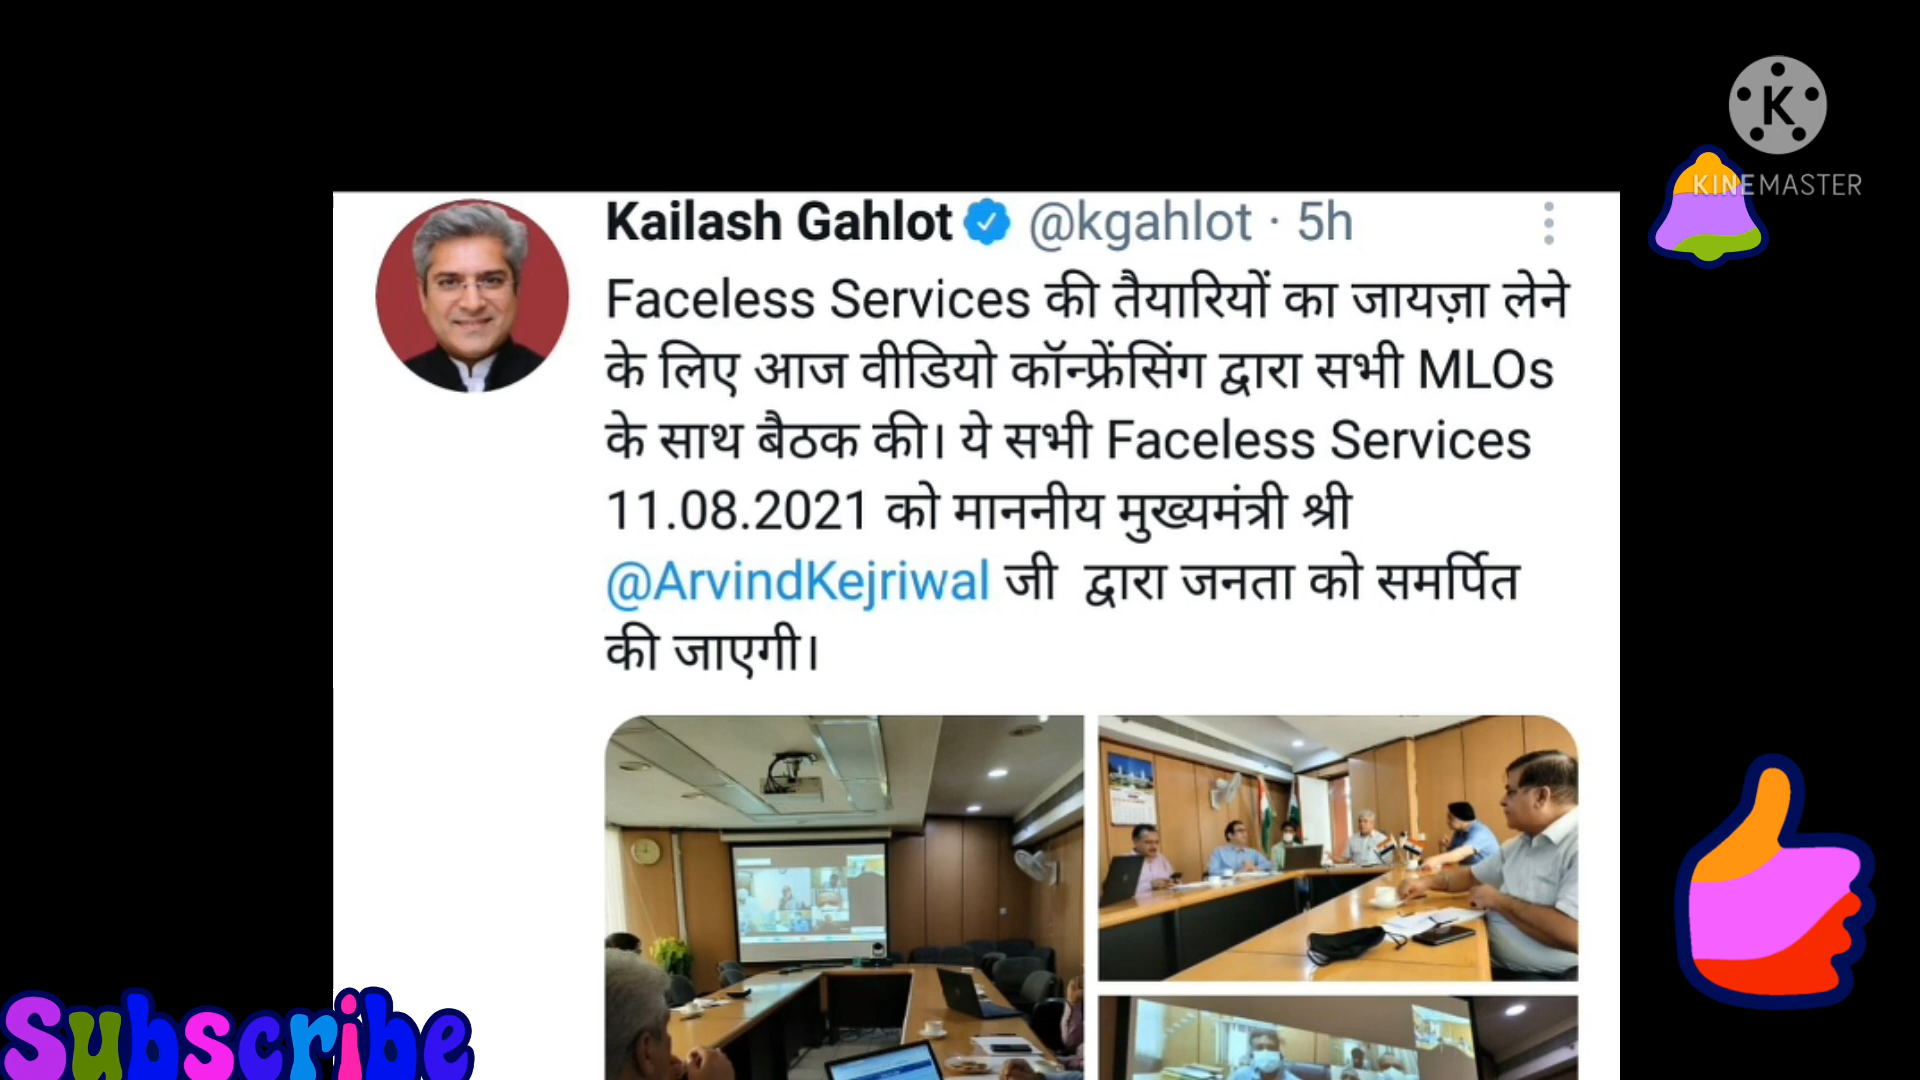 K
KINEMASTER
Kailash Gahlot @kgahlot · 5h
Faceless Services की तैयारियों का जायज़ा लेने
के लिए आज वीडियो कॉन्फ्रेंसिंग द्वारा सभी MLOs
के साथ बैठक की। ये सभी Faceless Services
11.08.2021 को माननीय मुख्यमंत्री श्री
@ArvindKejriwal जी द्वारा जनता को समर्पित
की जाएगी।
Subscribe